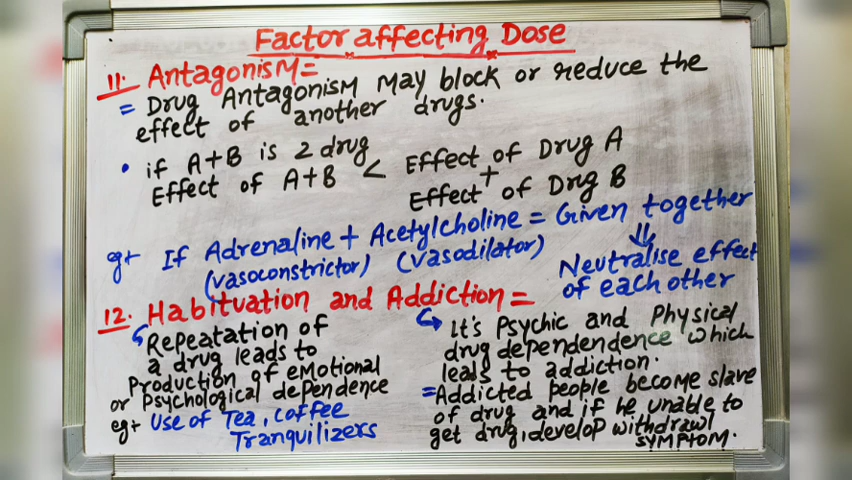 Factor affecting Dose
11. Antagonism=
= Drug Antagonism may block or reduce the
effect of another drugs.
• if A+B is 2 drug
Effect of A+B < Effect of Drug A
+
Effect of Drug B
eg+ If Adrenaline + Acetylcholine = Given together
(vasoconstrictor) (vasodilator)
⇓
Neutralise effect
of each other
12. Habituation and Addiction=
Repeatation of
a drug leads to
Production of emotional
or Psychological dependence
eg+ Use of Tea, Coffee
Tranquilizers
It's Psychic and Physical
drug dependendence which
leads to addiction.
= Addicted people become slave
of drug and if he unable to
get drug, develop withdrawl
symptom.